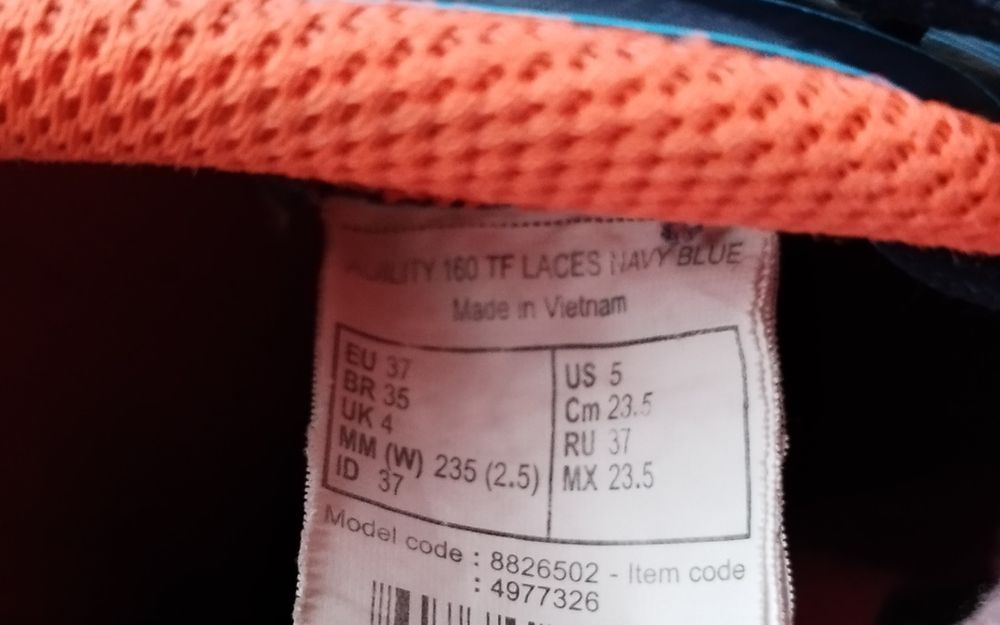 AGILITY 160 TF LACES NAVY BLUE
Made in Vietnam
EU 37
BR 35
UK 4
MM (W) 235 (2.5)
ID 37
US 5
Cm 23.5
RU 37
MX 23.5
Model code : 8826502 - Item code
: 4977326